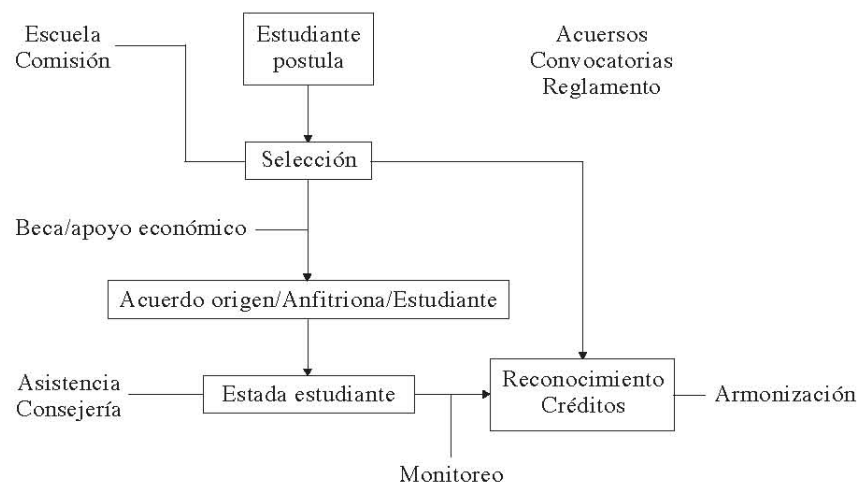 Escuela
Comisión
Estudiante
postula
Acuersos
Convocatorias
Reglamento
Selección
Beca/apoyo económico
Acuerdo origen/Anfitriona/Estudiante
Asistencia
Consejería
Estada estudiante
Reconocimiento
Créditos
Armonización
Monitoreo